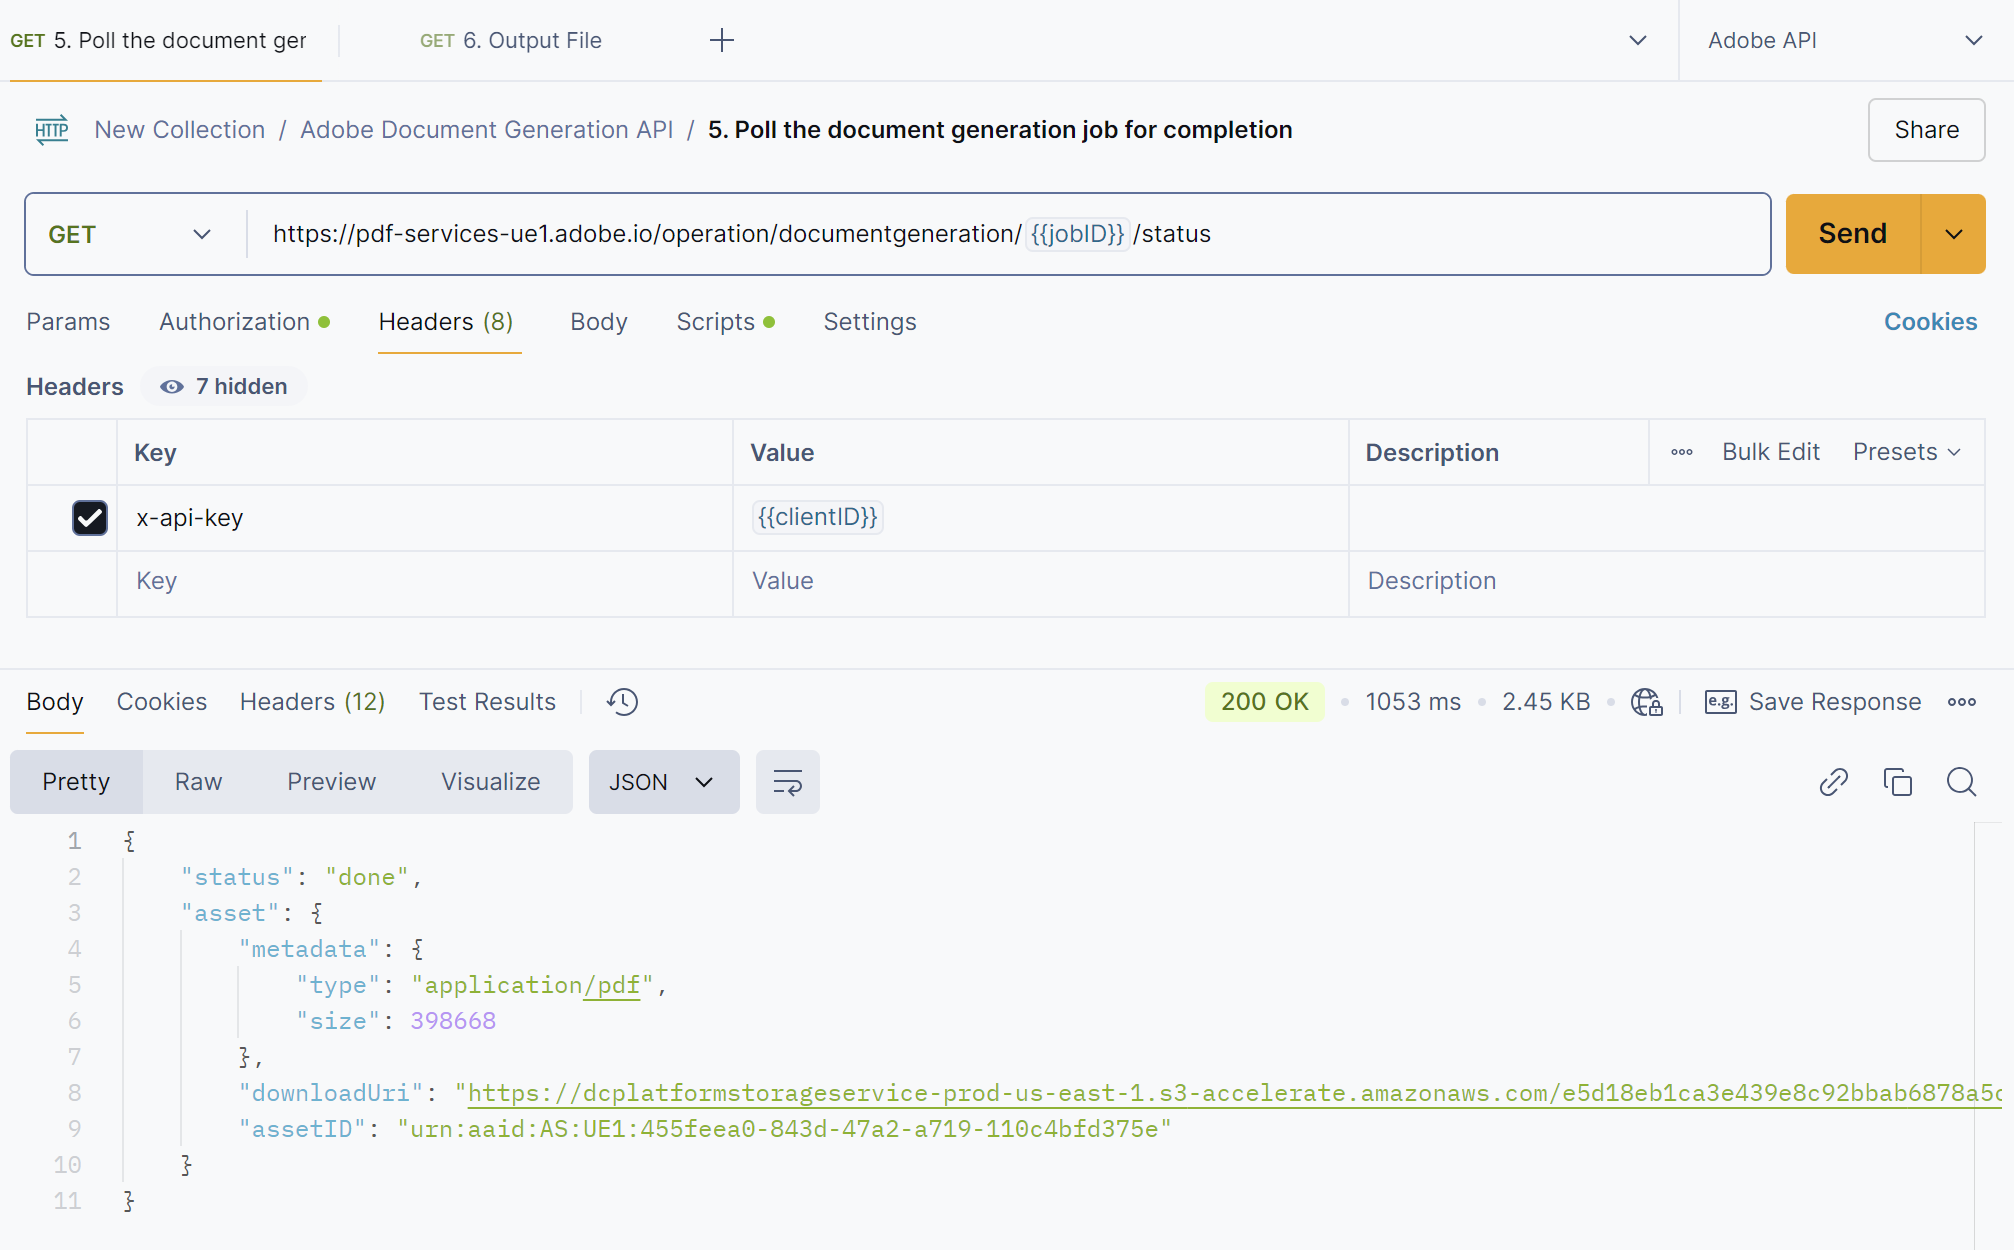 GET 5. Poll the document ger GET 6. Output File Adobe API
HTTP New Collection / Adobe Document Generation API / 5. Poll the document generation job for completion Share
GET https://pdf-services-ue1.adobe.io/operation/documentgeneration/ {{jobID}} /status Send
Params Authorization Headers (8) Body Scripts Settings Cookies
Headers 7 hidden
Key Value Description Bulk Edit Presets
x-api-key {{clientID}}
Key Value Description
Body Cookies Headers (12) Test Results 200 OK 1053 ms 2.45 KB e.g. Save Response
Pretty Raw Preview Visualize JSON
1 {
2 "status": "done",
3 "asset": {
4 "metadata": {
5 "type": "application/pdf",
6 "size": 398668
7 },
8 "downloadUri": "https://dcplatformstorageservice-prod-us-east-1.s3-accelerate.amazonaws.com/e5d18eb1ca3e439e8c92bbab6878a5c
9 "assetID": "urn:aaid:AS:UE1:455feea0-843d-47a2-a719-110c4bfd375e"
10 }
11 }